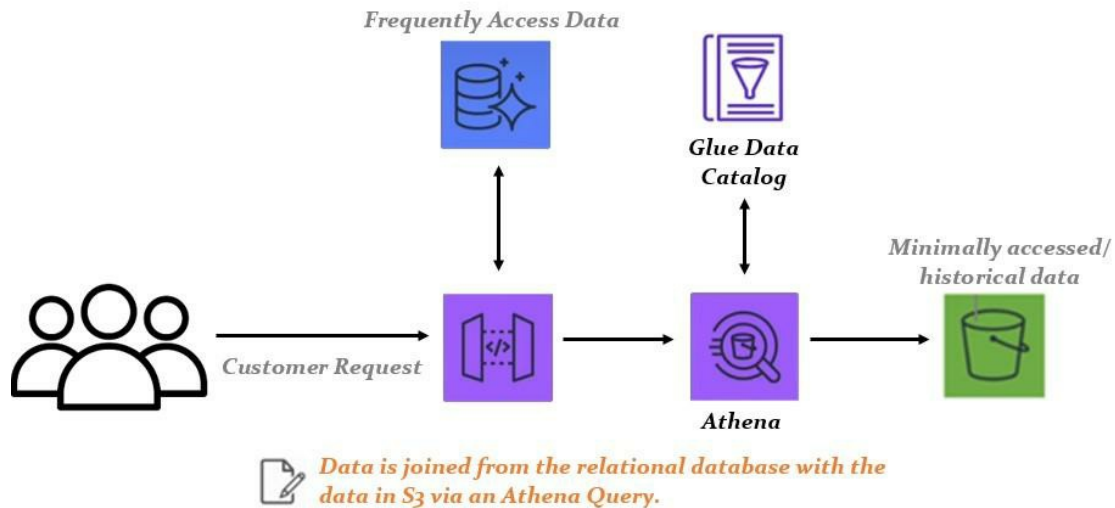 Frequently Access Data
Glue Data
Catalog
Minimally accessed/
historical data
</>
Customer Request
Athena
Data is joined from the relational database with the
data in S3 via an Athena Query.